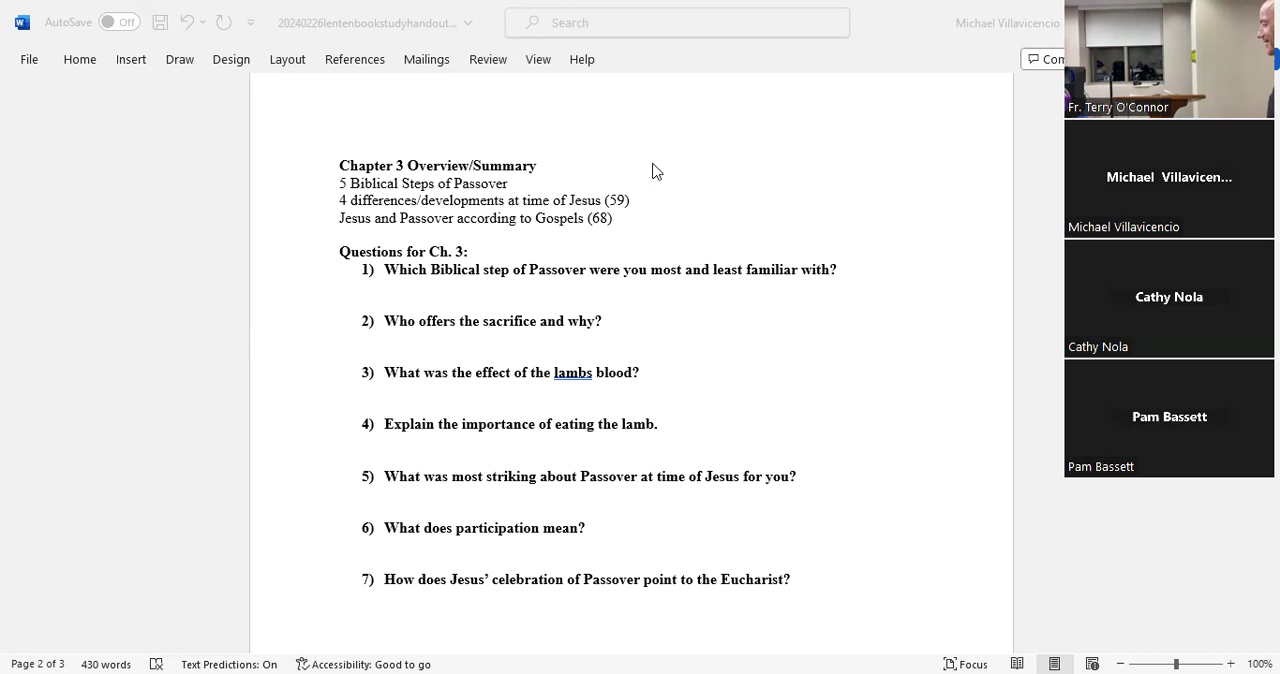 AutoSave Off 20240226lentenbookstudyhandout... Search Michael Villavicencio
File Home Insert Draw Design Layout References Mailings Review View Help Com
Chapter 3 Overview/Summary
5 Biblical Steps of Passover
4 differences/developments at time of Jesus (59)
Jesus and Passover according to Gospels (68)
Questions for Ch. 3:
1) Which Biblical step of Passover were you most and least familiar with?
2) Who offers the sacrifice and why?
3) What was the effect of the lambs blood?
4) Explain the importance of eating the lamb.
5) What was most striking about Passover at time of Jesus for you?
6) What does participation mean?
7) How does Jesus’ celebration of Passover point to the Eucharist?
Fr. Terry O'Connor
Michael Villavicen...
Michael Villavicencio
Cathy Nola
Cathy Nola
Pam Bassett
Pam Bassett
Page 2 of 3 430 words Text Predictions: On Accessibility: Good to go Focus 100%